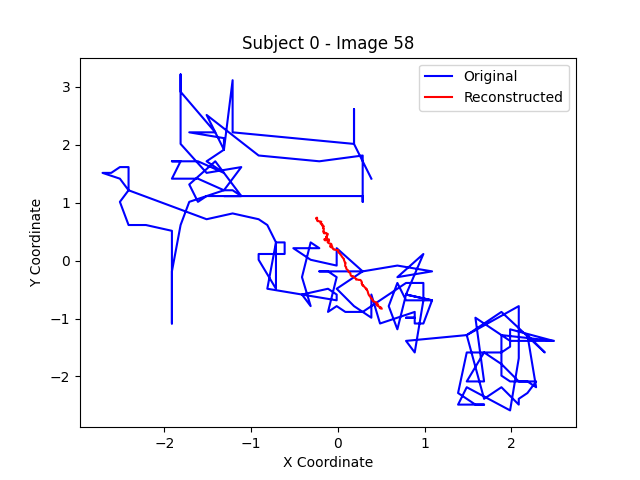 Subject 0 - Image 58
Original
Reconstructed
3
2
1
0
−1
−2
Y Coordinate
−2 −1 0 1 2
X Coordinate